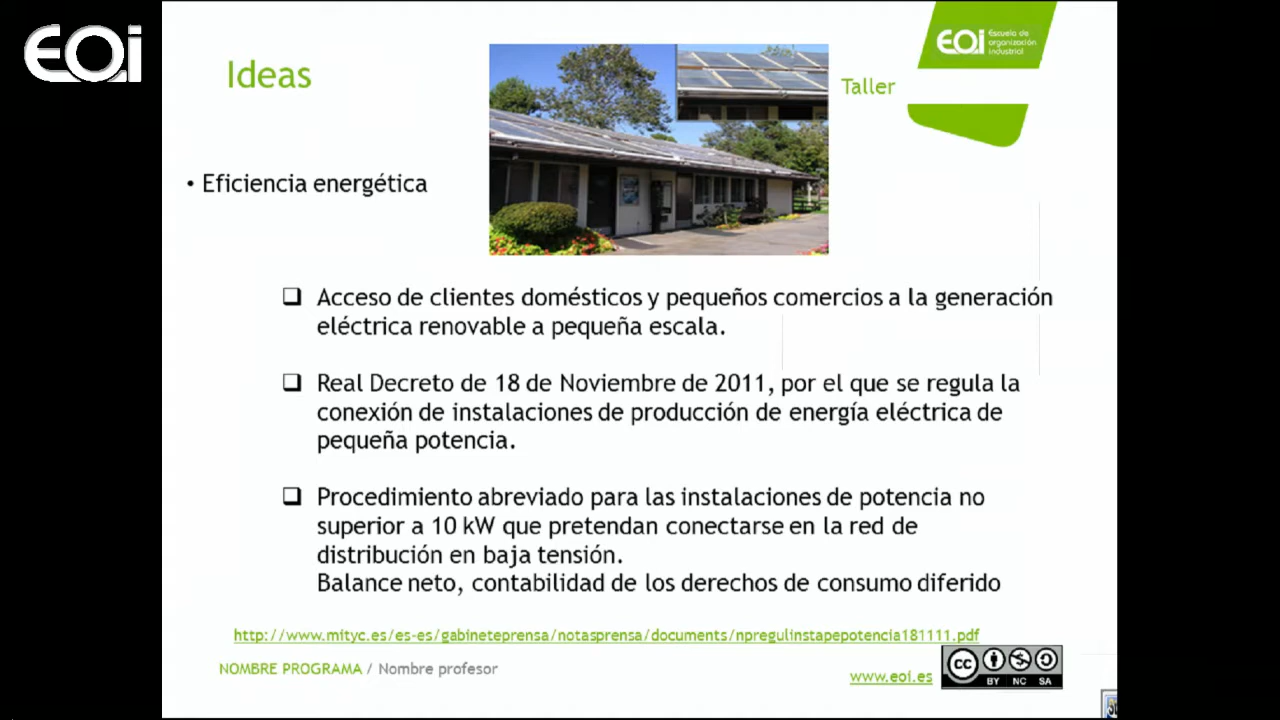 EOi
Ideas
EOi Escuela de
organización
industrial
Taller
• Eficiencia energética
Acceso de clientes domésticos y pequeños comercios a la generación
eléctrica renovable a pequeña escala.
Real Decreto de 18 de Noviembre de 2011, por el que se regula la
conexión de instalaciones de producción de energía eléctrica de
pequeña potencia.
Procedimiento abreviado para las instalaciones de potencia no
superior a 10 kW que pretendan conectarse en la red de
distribución en baja tensión.
Balance neto, contabilidad de los derechos de consumo diferido
http://www.mityc.es/es-es/gabineteprensa/notasprensa/documents/npregulinstapepotencia181111.pdf
NOMBRE PROGRAMA / Nombre profesor
www.eoi.es
cc BY NC SA